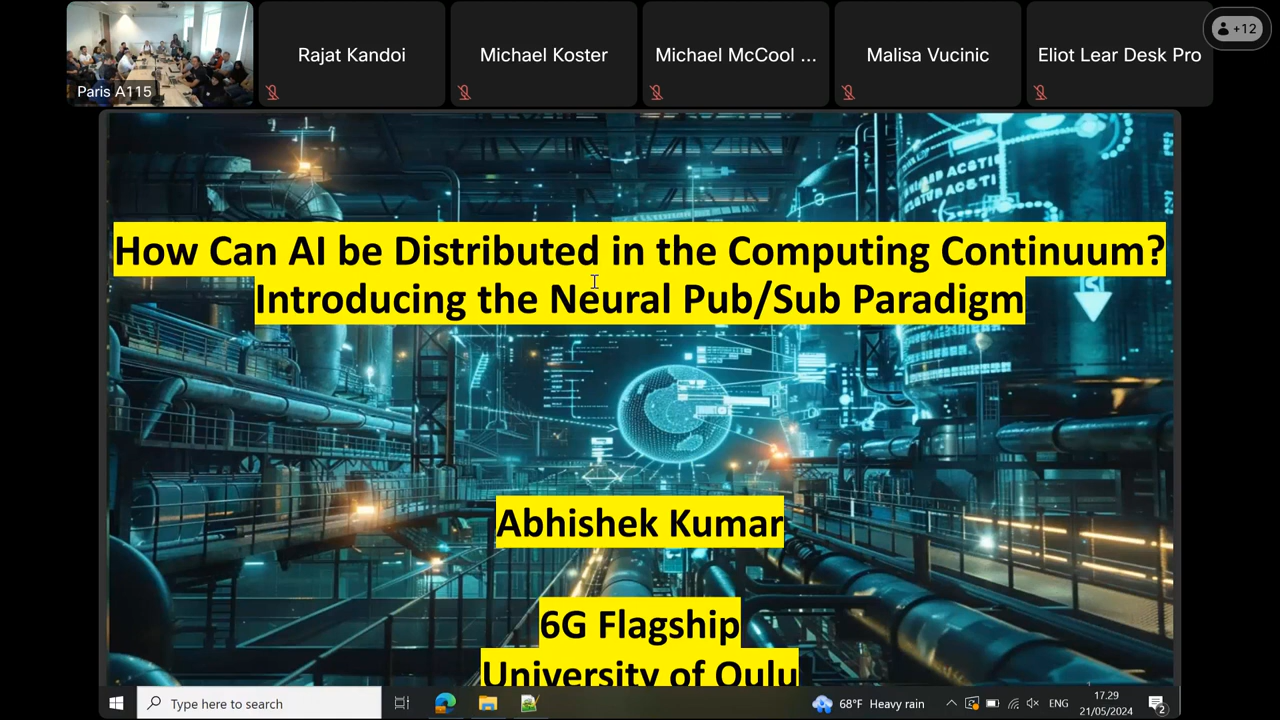 +12
Rajat Kandoi
Michael Koster
Michael McCool ...
Malisa Vucinic
Eliot Lear Desk Pro
Paris A115
How Can AI be Distributed in the Computing Continuum?
Introducing the Neural Pub/Sub Paradigm
Abhishek Kumar
6G Flagship
University of Oulu
Type here to search
68°F Heavy rain
ENG
17.29
21/05/2024
2